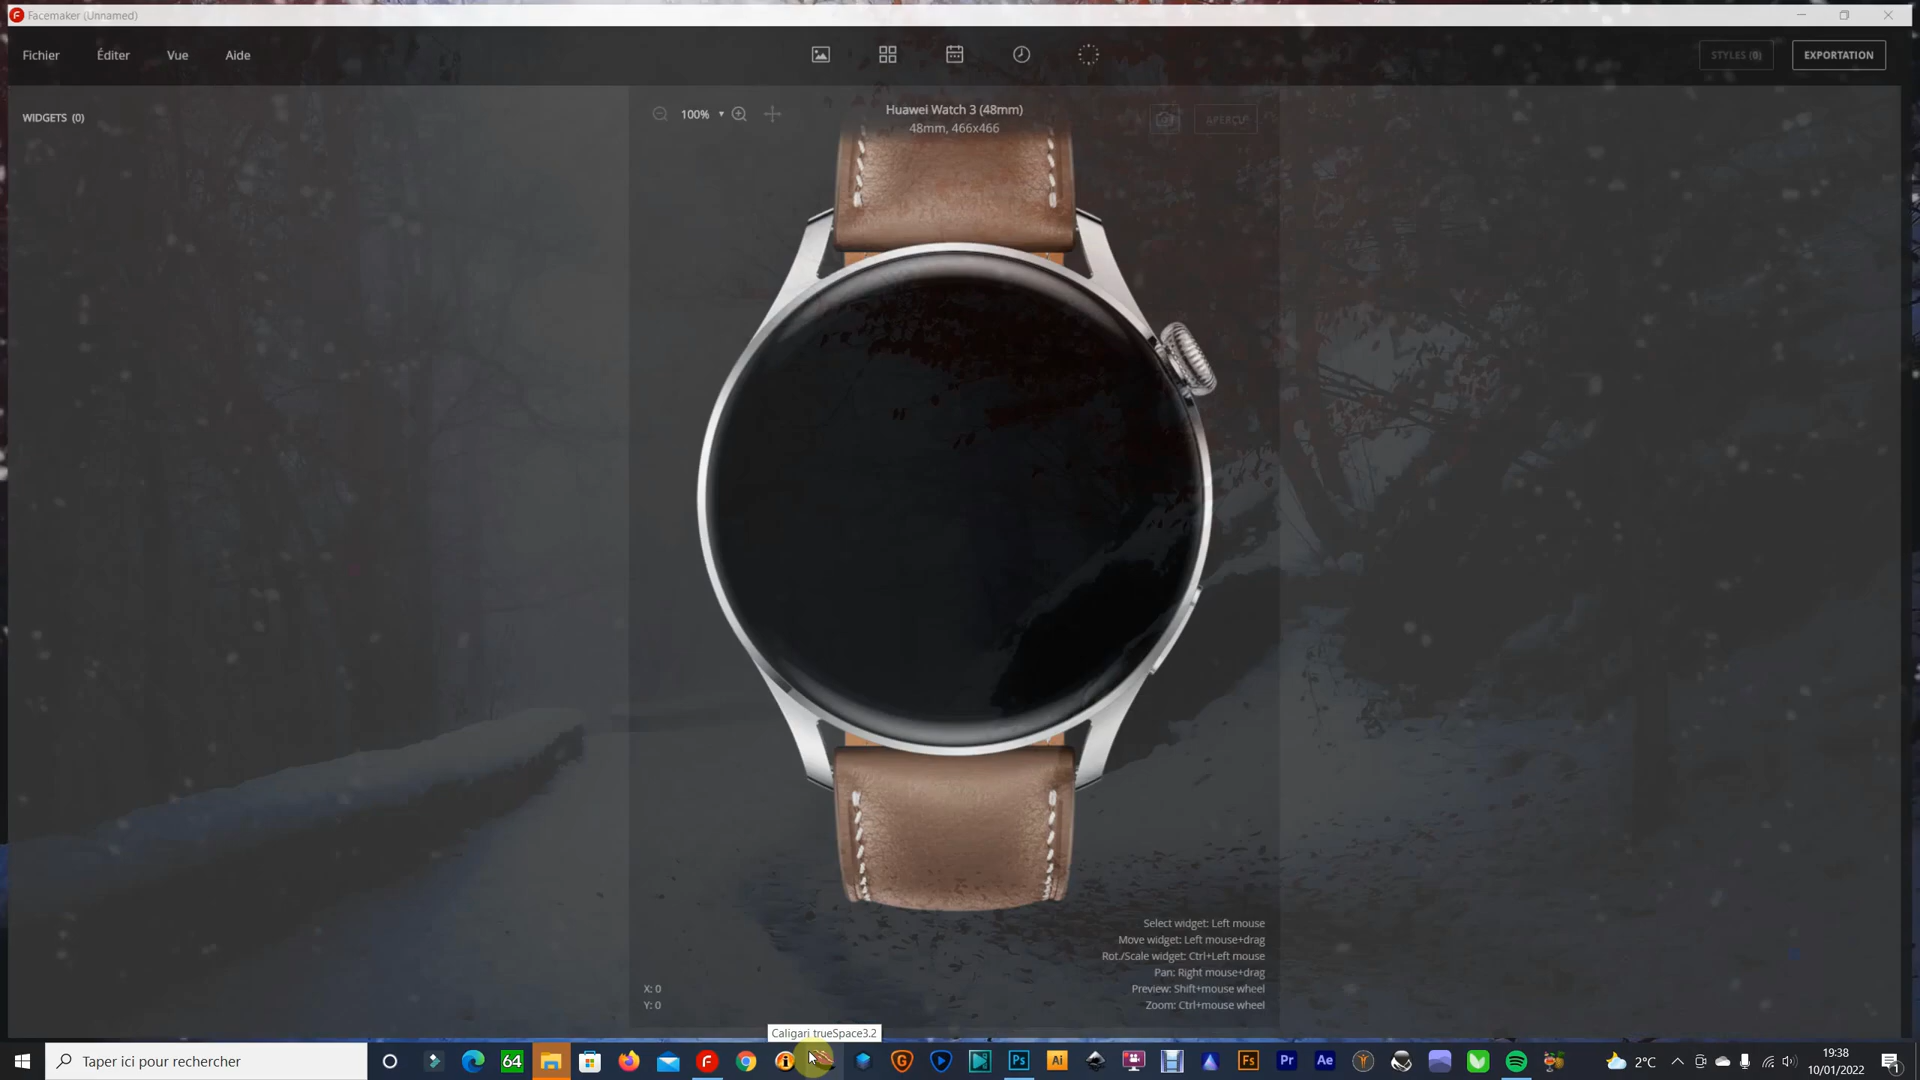 Facemaker (Unnamed)
Fichier Éditer Vue Aide
STYLES (0) EXPORTATION
WIDGETS (0)
100%
Huawei Watch 3 (48mm)
48mm, 466x466
APERÇU
Select widget: Left mouse
Move widget: Left mouse+drag
Rot./Scale widget: Ctrl+Left mouse
Pan: Right mouse+drag
Preview: Shift+mouse wheel
Zoom: Ctrl+mouse wheel
X: 0
Y: 0
Caligari trueSpace3.2
Taper ici pour rechercher
64
Ps
Ai
Fs
Pr
Ae
2°C
19:38
10/01/2022
1